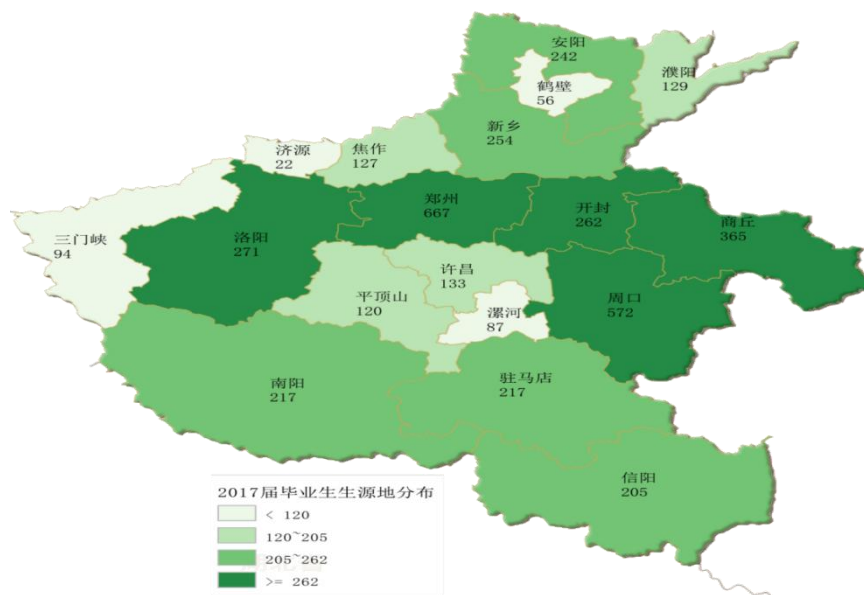 安阳
242
濮阳
129
鹤壁
56
新乡
254
济源
22
焦作
127
郑州
667
开封
262
商丘
365
三门峡
94
洛阳
271
许昌
133
平顶山
120
漯河
87
周口
572
南阳
217
驻马店
217
信阳
205
2017届毕业生生源地分布
< 120
120~205
205~262
>= 262